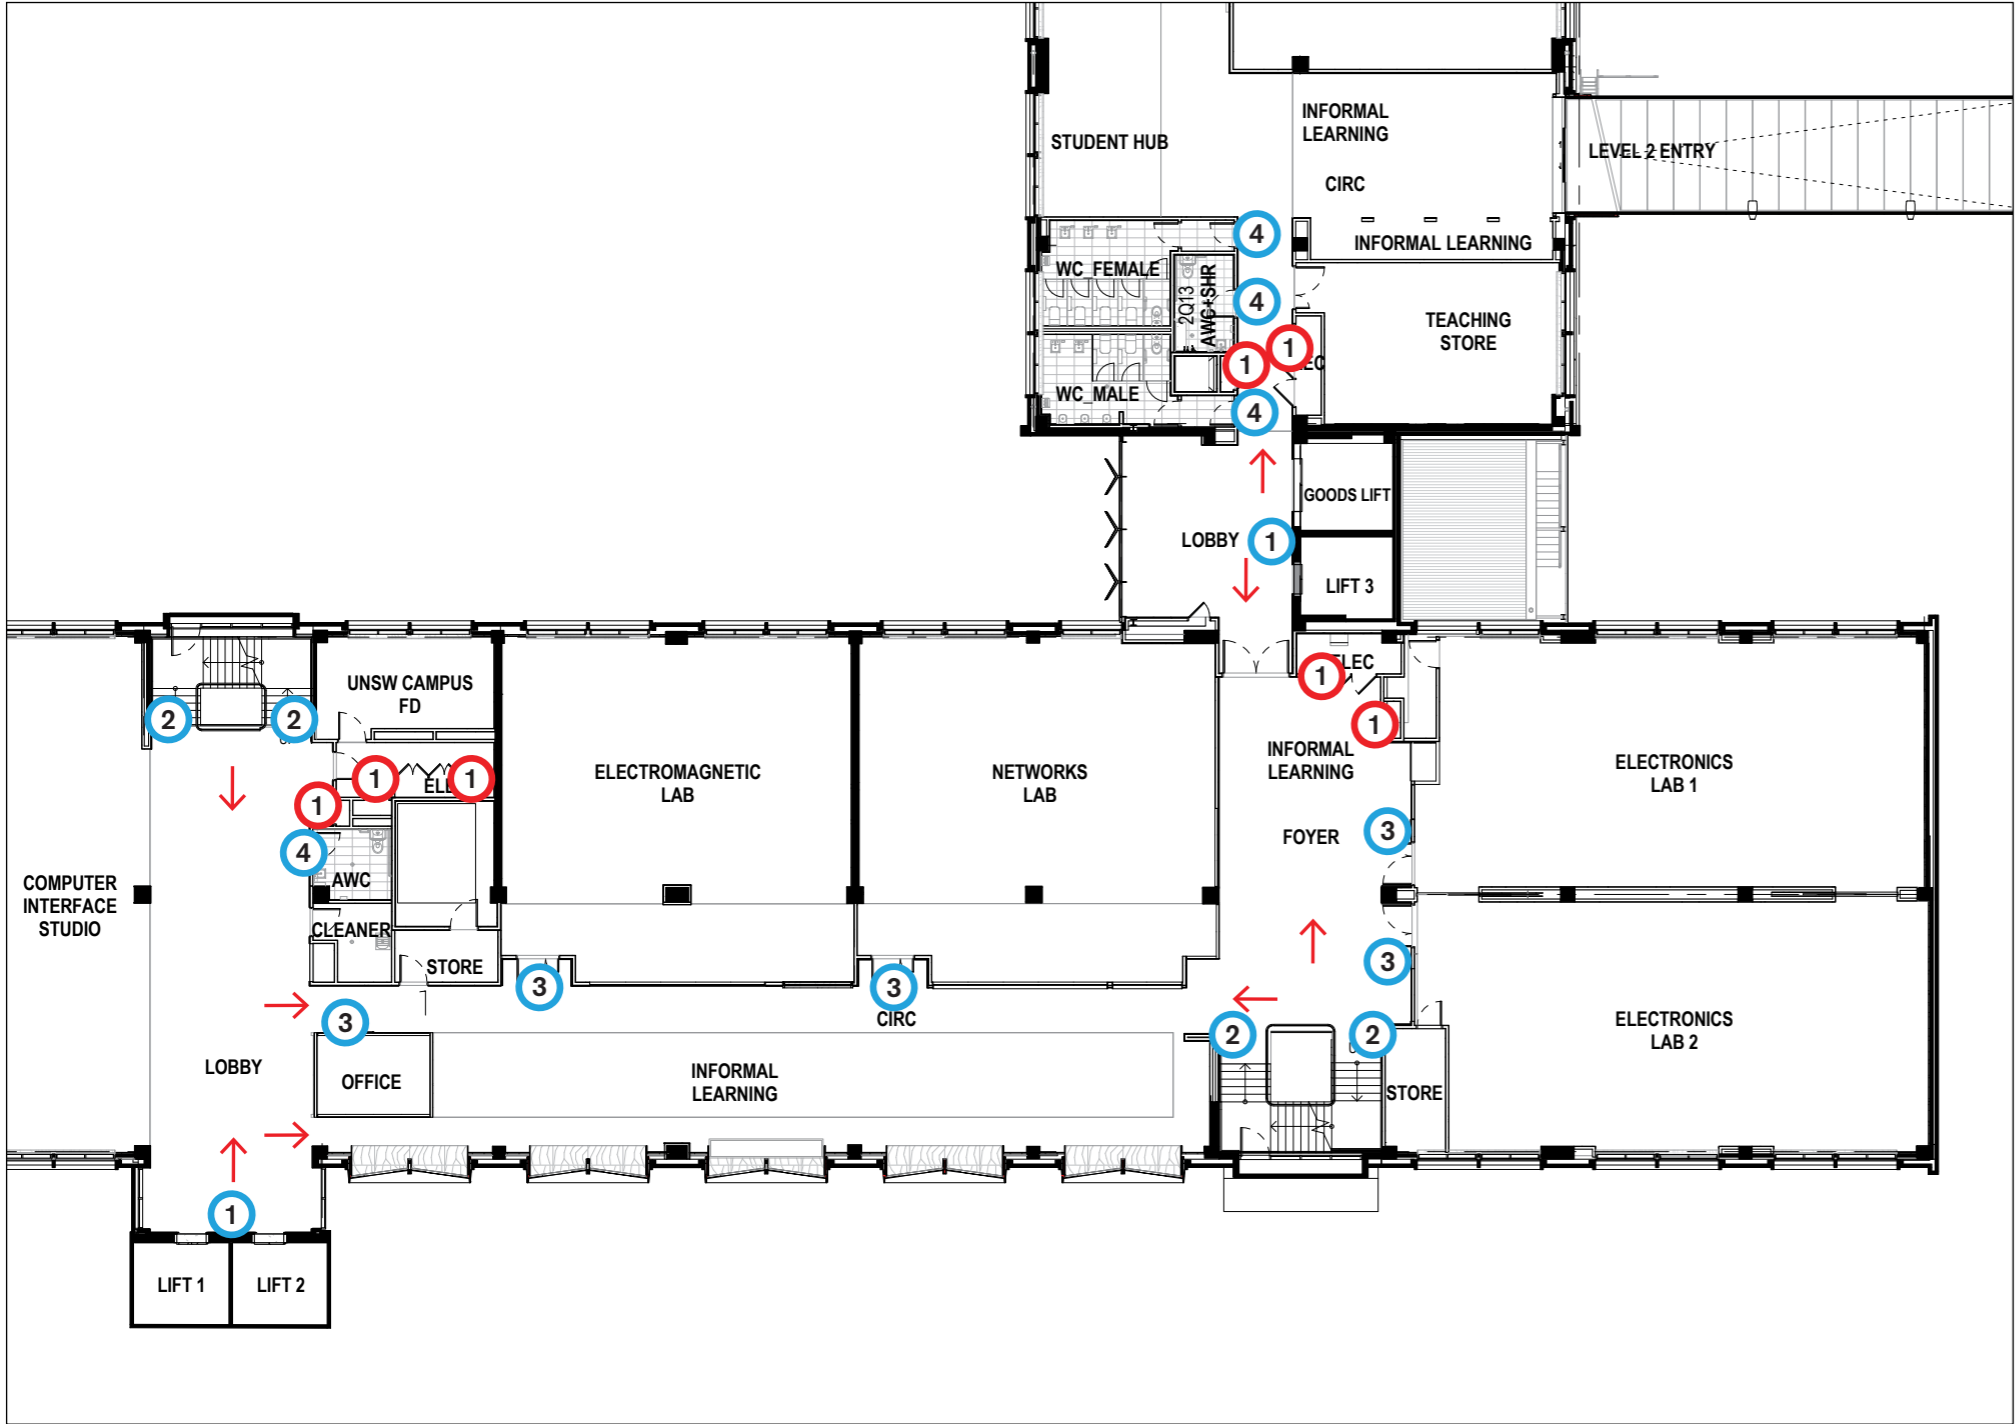 INFORMAL
LEARNING
STUDENT HUB
LEVEL 2 ENTRY
CIRC
4
INFORMAL LEARNING
WC_FEMALE
2Q13
AWC+SHR
4
TEACHING
STORE
1
1
WC_MALE
4
GOODS LIFT
LOBBY
1
LIFT 3
UNSW CAMPUS
FD
ELEC
1
2
2
1
INFORMAL
LEARNING
ELECTROMAGNETIC
LAB
NETWORKS
LAB
ELECTRONICS
LAB 1
1
1
1
4
FOYER
3
AWC
COMPUTER
INTERFACE
STUDIO
CLEANER
STORE
3
3
3
3
CIRC
2
2
ELECTRONICS
LAB 2
LOBBY
OFFICE
INFORMAL
LEARNING
STORE
1
LIFT 1
LIFT 2